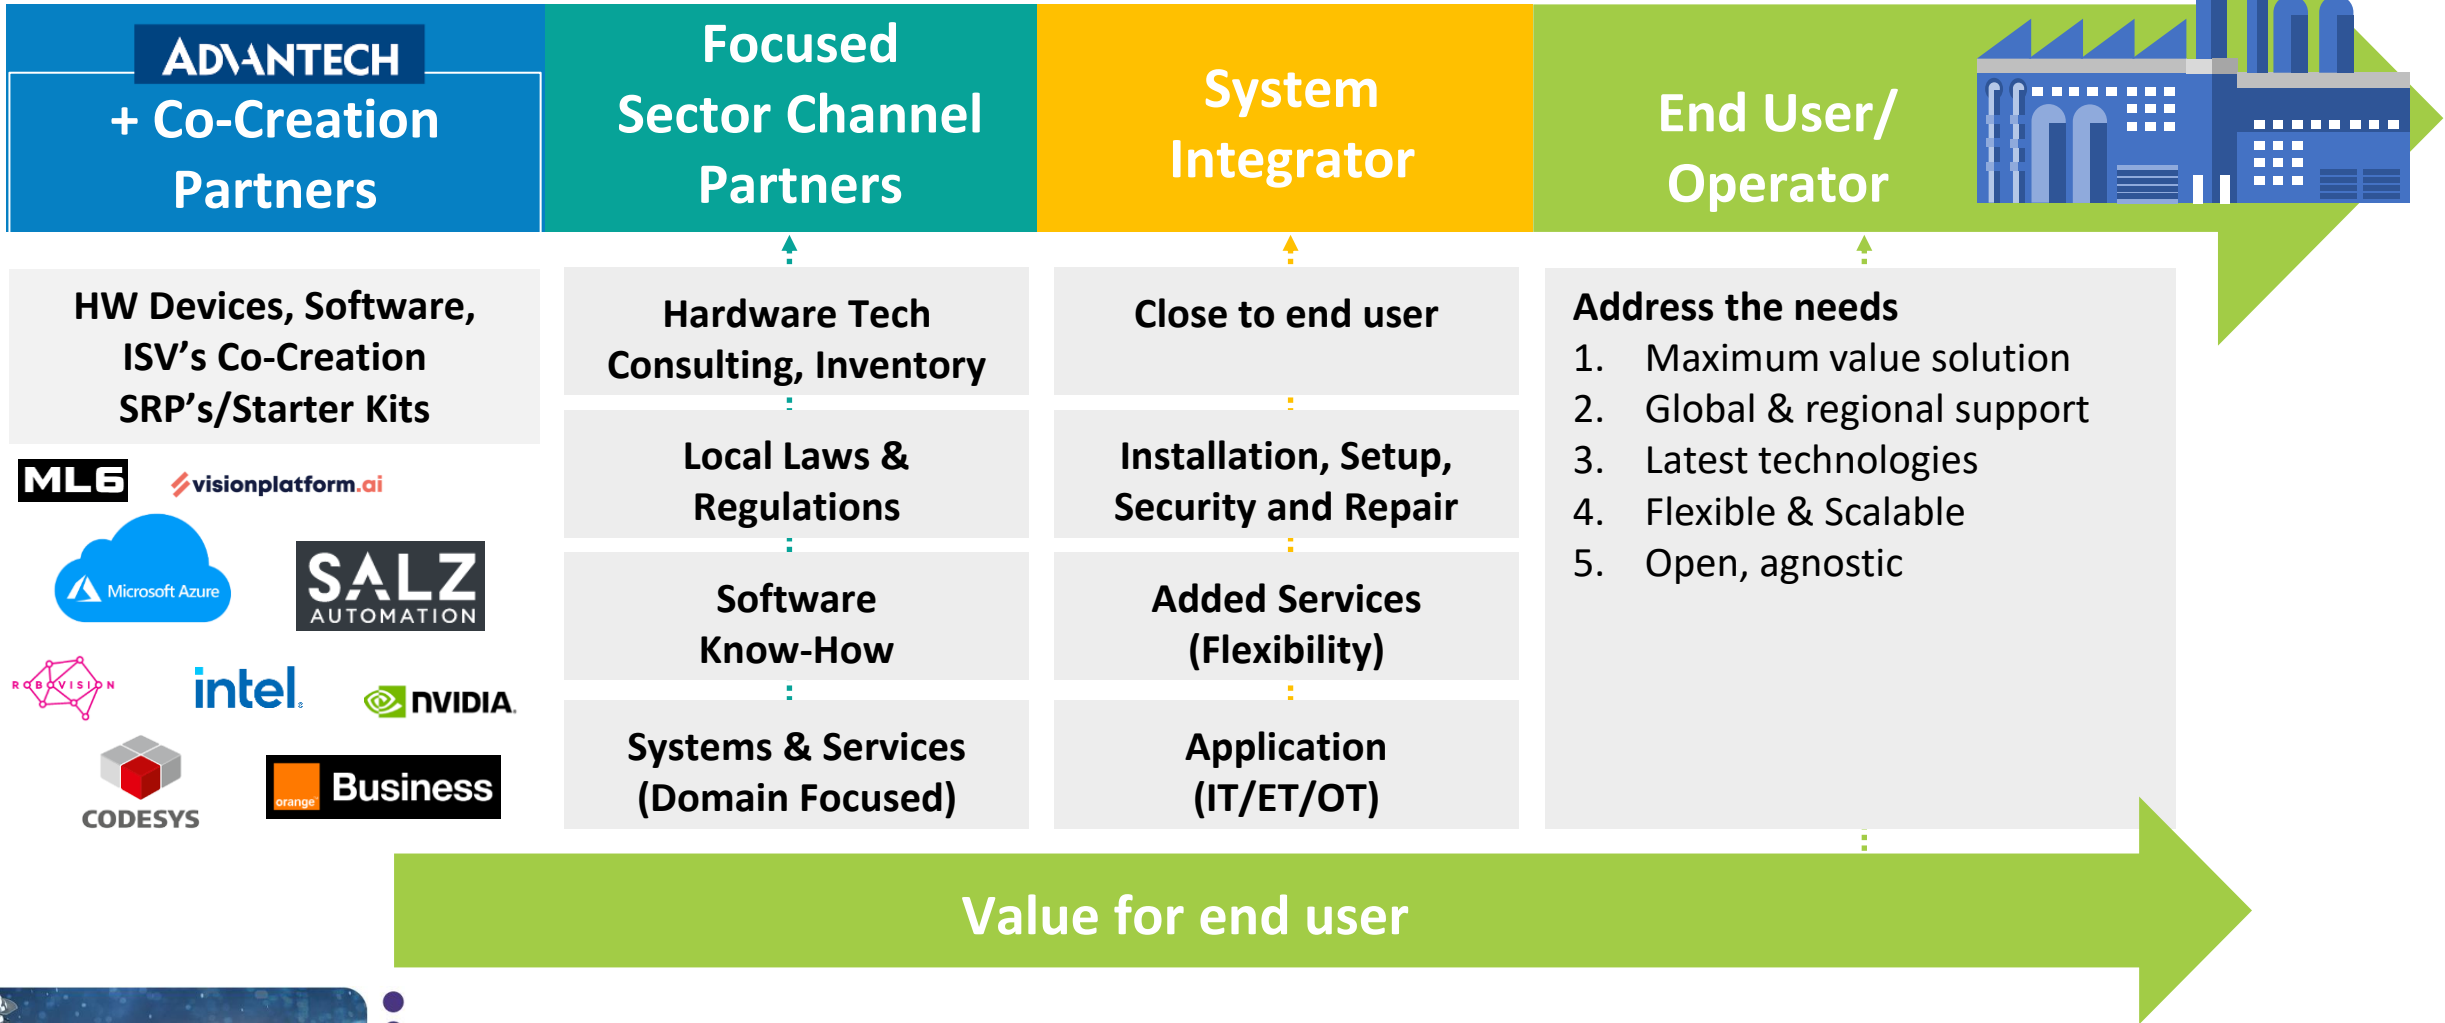 ADVANTECH
+ Co-Creation
Partners
Focused
Sector Channel
Partners
System
Integrator
End User/
Operator
HW Devices, Software,
ISV’s Co-Creation
SRP’s/Starter Kits
ML6
visionplatform.ai
Microsoft Azure
SALZ
AUTOMATION
ROBOVISION
intel.
NVIDIA.
CODESYS
orange
Business
Hardware Tech
Consulting, Inventory
Local Laws &
Regulations
Software
Know-How
Systems & Services
(Domain Focused)
Close to end user
Installation, Setup,
Security and Repair
Added Services
(Flexibility)
Application
(IT/ET/OT)
Address the needs
1. Maximum value solution
2. Global & regional support
3. Latest technologies
4. Flexible & Scalable
5. Open, agnostic
Value for end user